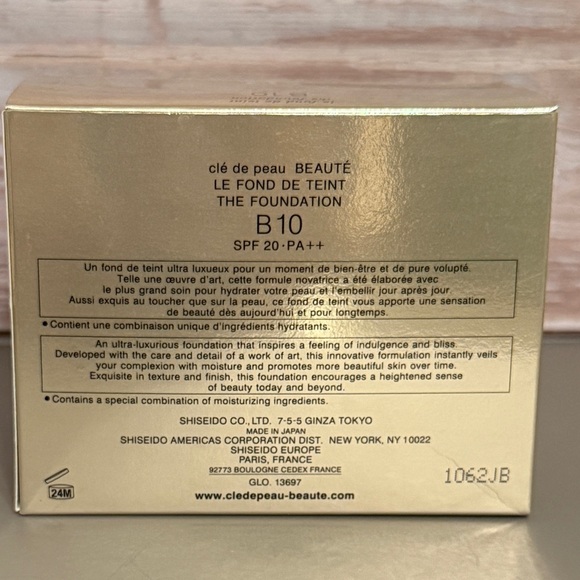 clé de peau BEAUTÉ
LE FOND DE TEINT
THE FOUNDATION
B10
SPF 20·PA++
Un fond de teint ultra luxueux pour un moment de bien-être et de pure volupté.
Telle une œuvre d'art, cette formule novatrice a été élaborée avec
le plus grand soin pour hydrater votre peau et l'embellir jour après jour.
Aussi exquis au toucher que sur la peau, ce fond de teint vous apporte une sensation
de beauté dès aujourd'hui et pour longtemps.
•Contient une combinaison unique d'ingrédients hydratants.
An ultra-luxurious foundation that inspires a feeling of indulgence and bliss.
Developed with the care and detail of a work of art, this innovative formulation instantly veils
your complexion with moisture and promotes more beautiful skin over time.
Exquisite in texture and finish, this foundation encourages a heightened sense
of beauty today and beyond.
•Contains a special combination of moisturizing ingredients.
SHISEIDO CO., LTD. 7-5-5 GINZA TOKYO
MADE IN JAPAN
SHISEIDO AMERICAS CORPORATION DIST. NEW YORK, NY 10022
SHISEIDO EUROPE
PARIS, FRANCE
92773 BOULOGNE CEDEX FRANCE
GLO. 13697
www.cledepeau-beaute.com
24M
1062JB